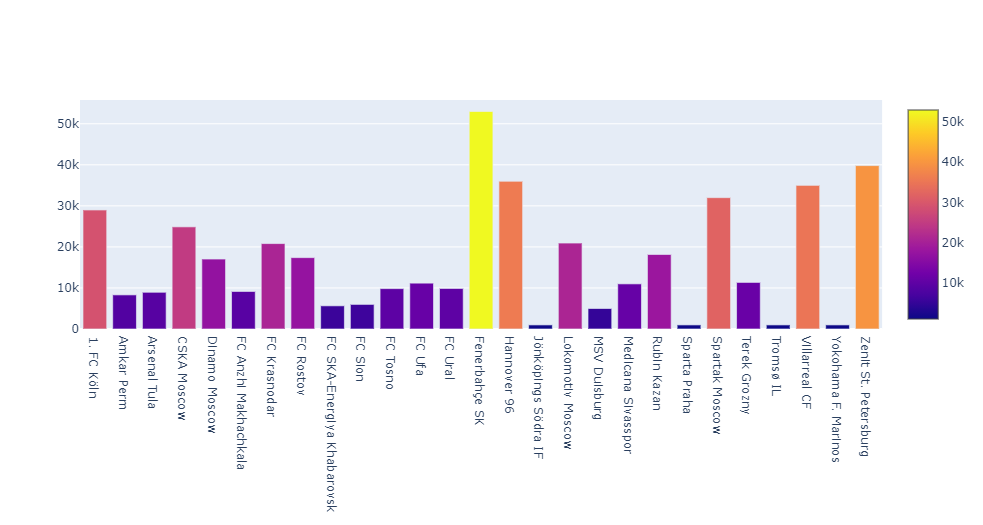 50k
40k
30k
20k
10k
0
1. FC Köln
Amkar Perm
Arsenal Tula
CSKA Moscow
Dinamo Moscow
FC Anzhi Makhachkala
FC Krasnodar
FC Rostov
FC SKA-Energiya Khabarovsk
FC Sion
FC Tosno
FC Ufa
FC Ural
Fenerbahçe SK
Hannover 96
Jönköpings Södra IF
Lokomotiv Moscow
MSV Duisburg
Medicana Sivasspor
Rubin Kazan
Sparta Praha
Spartak Moscow
Terek Grozny
Tromsø IL
Villarreal CF
Yokohama F. Marinos
Zenit St. Petersburg
50k
40k
30k
20k
10k